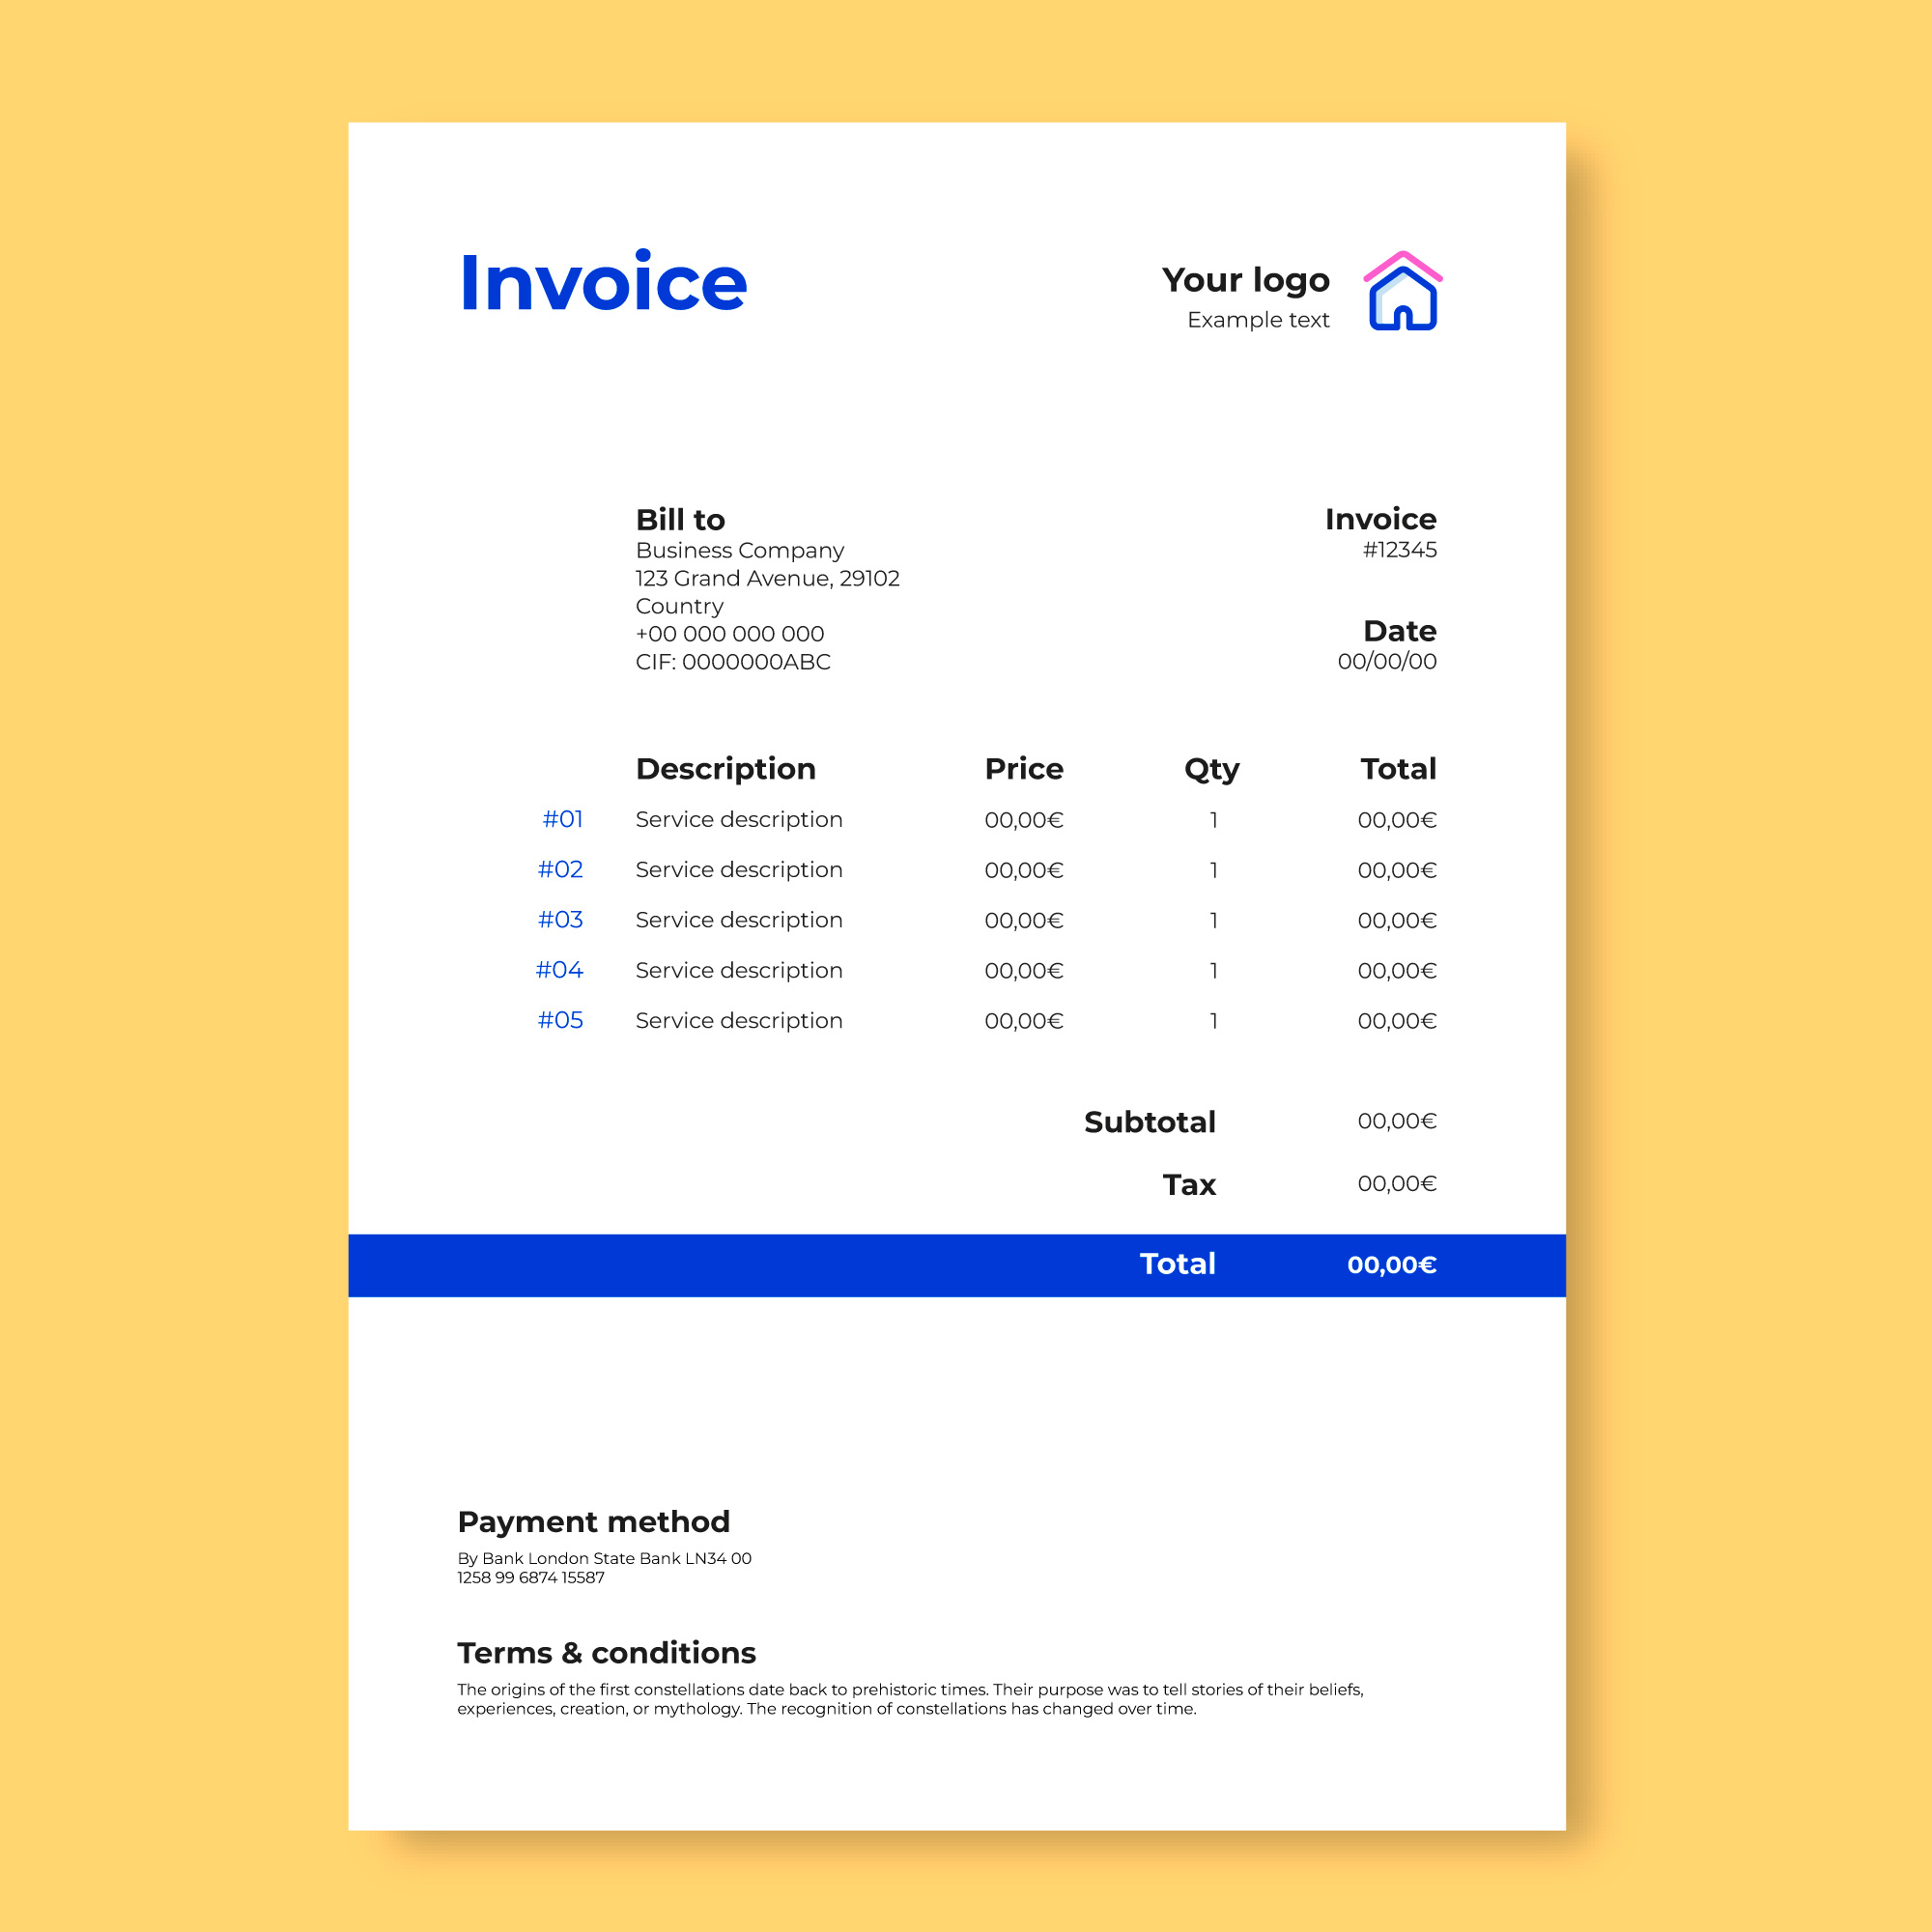 Invoice
Your logo
Example text
Bill to
Business Company
123 Grand Avenue, 29102
Country
+00 000 000 000
CIF: 0000000ABC
Invoice
#12345
Date
00/00/00
Description Price Qty Total
#01 Service description 00,00€ 1 00,00€
#02 Service description 00,00€ 1 00,00€
#03 Service description 00,00€ 1 00,00€
#04 Service description 00,00€ 1 00,00€
#05 Service description 00,00€ 1 00,00€
Subtotal 00,00€
Tax 00,00€
Total 00,00€
Payment method
By Bank London State Bank LN34 00
1258 99 6874 15587
Terms & conditions
The origins of the first constellations date back to prehistoric times. Their purpose was to tell stories of their beliefs,
experiences, creation, or mythology. The recognition of constellations has changed over time.